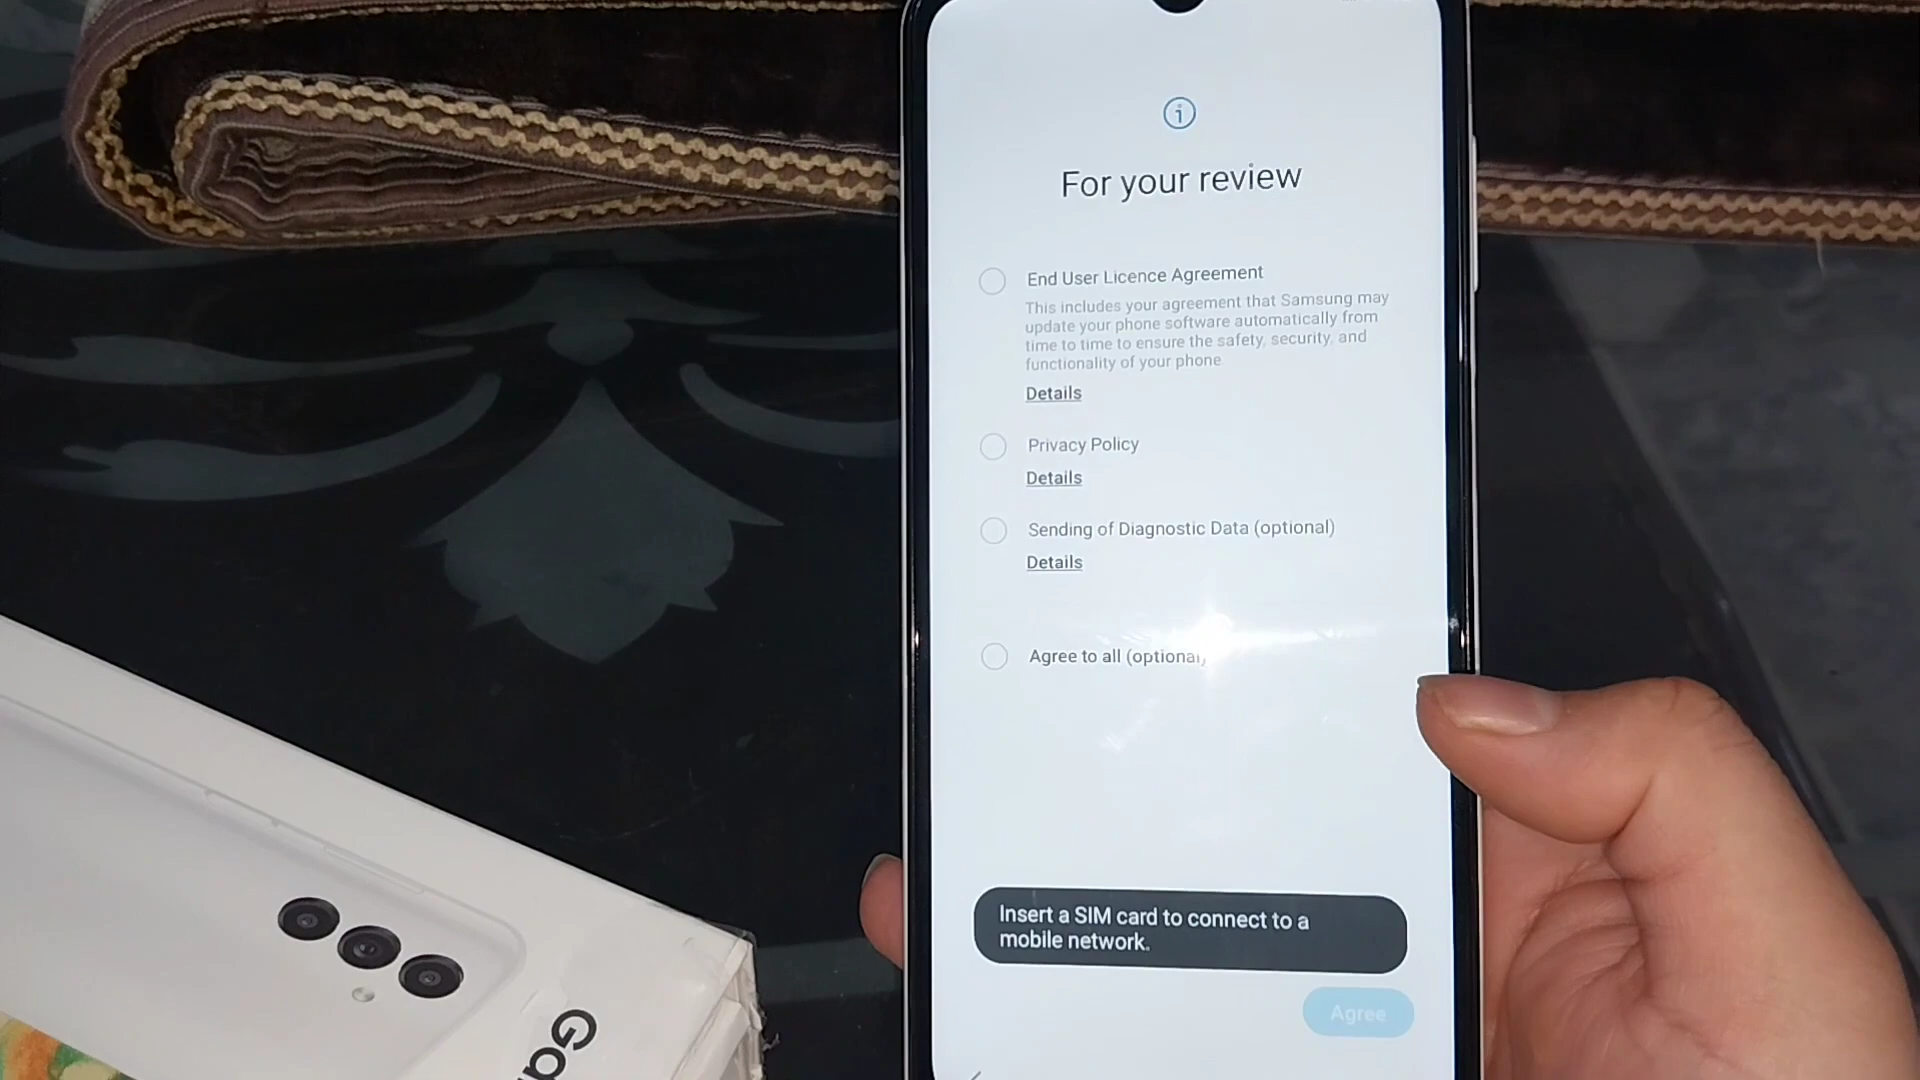 For your review
End User Licence Agreement
This includes your agreement that Samsung may
update your phone software automatically from
time to time to ensure the safety, security, and
functionality of your phone
Details
Privacy Policy
Details
Sending of Diagnostic Data (optional)
Details
Agree to all (optional)
Insert a SIM card to connect to a
mobile network.
Agree
Ga